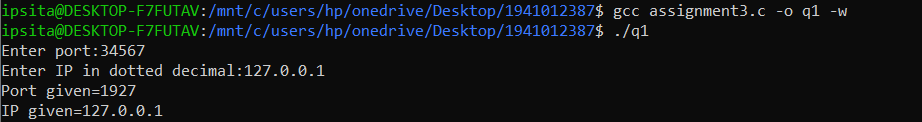 ipsita@DESKTOP-F7FUTAV:/mnt/c/users/hp/onedrive/Desktop/1941012387$ gcc assignment3.c -o q1 -w
ipsita@DESKTOP-F7FUTAV:/mnt/c/users/hp/onedrive/Desktop/1941012387$ ./q1
Enter port:34567
Enter IP in dotted decimal:127.0.0.1
Port given=1927
IP given=127.0.0.1